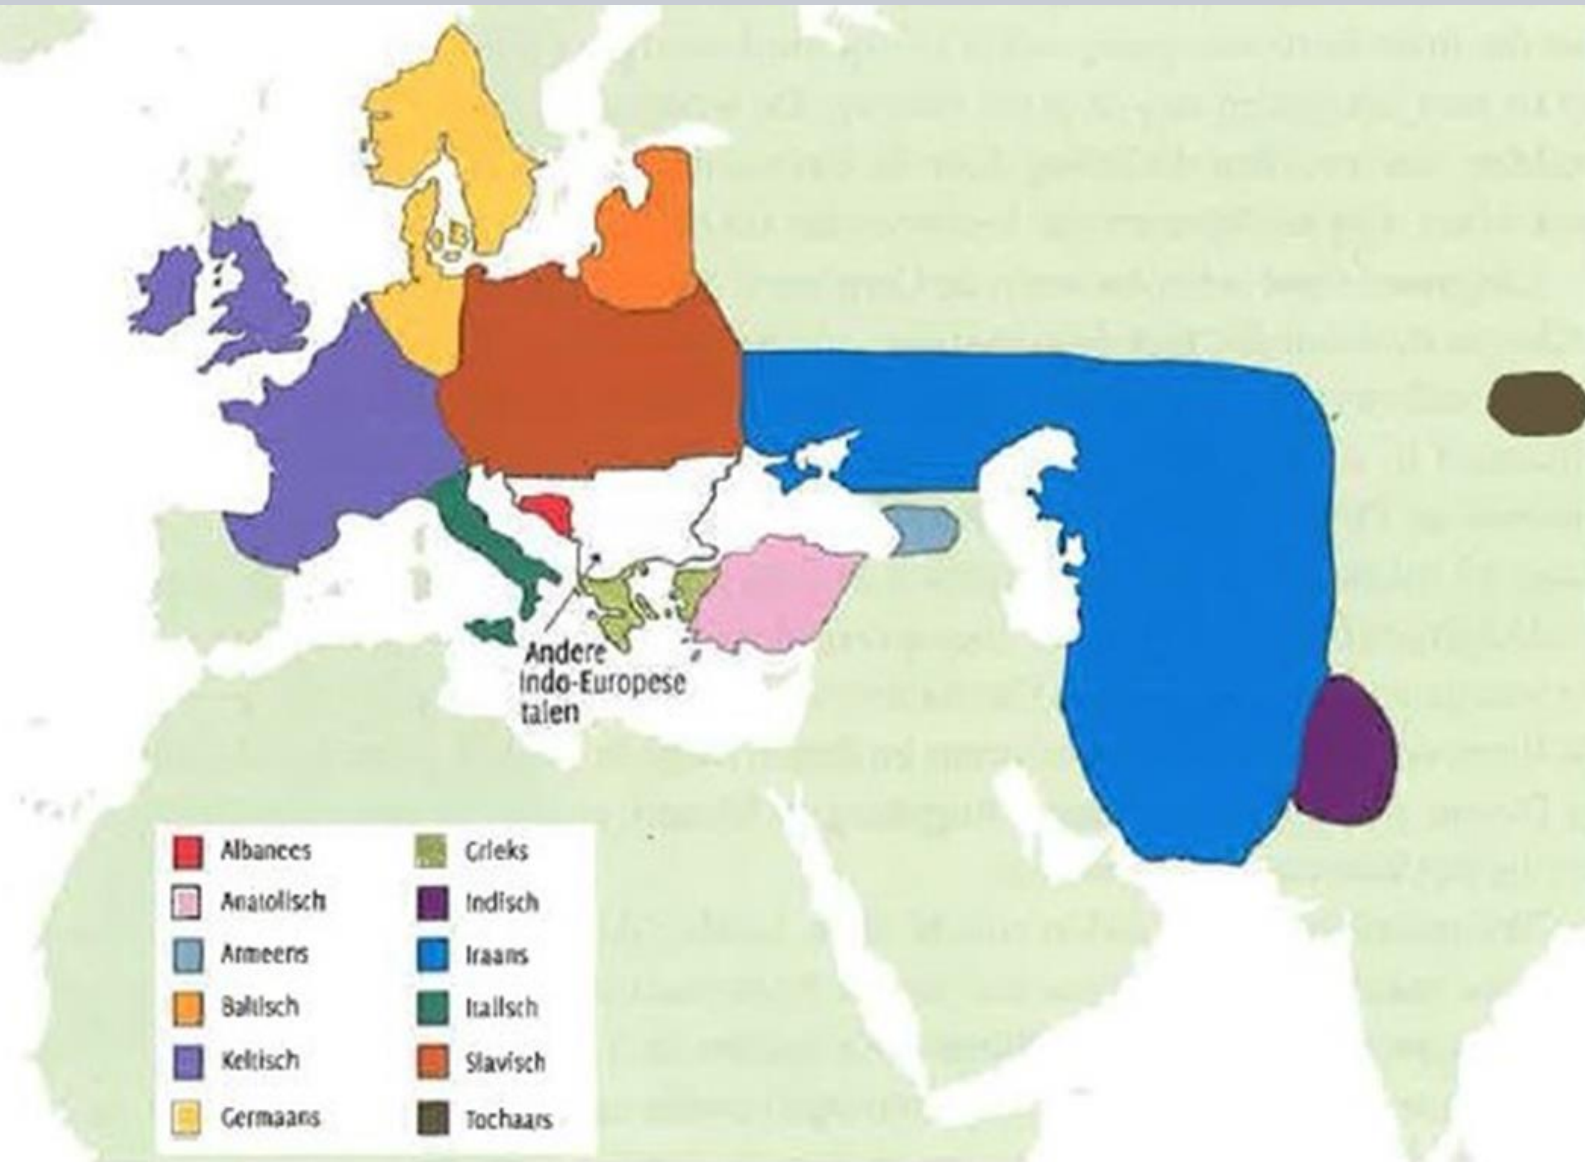 Andere
Indo-Europese
talen
Albanees
Anatolisch
Armeens
Baltisch
Keltisch
Germaans
Grieks
Indisch
Iraans
Italisch
Slavisch
Tochaars